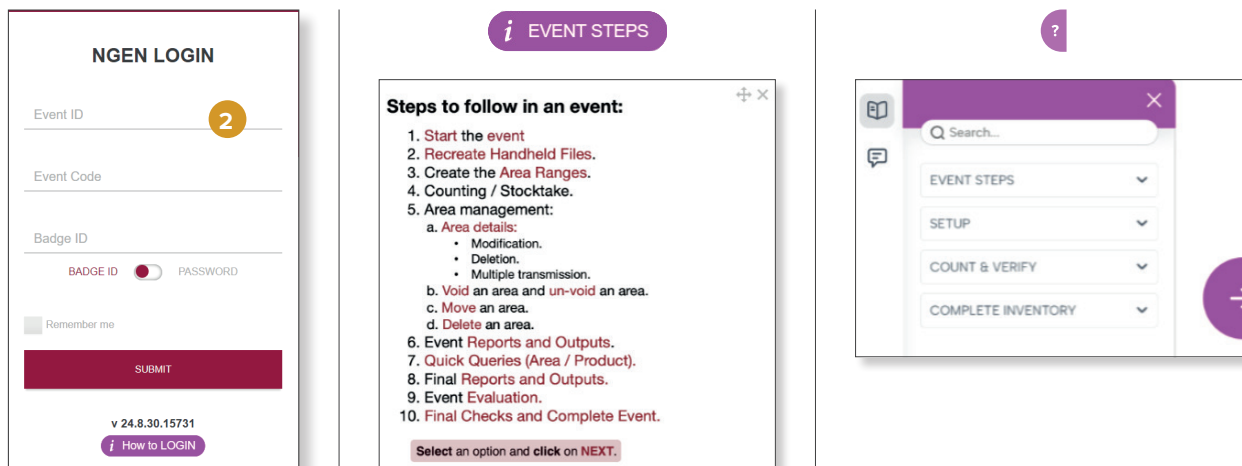 NGEN LOGIN
Event ID
2
Event Code
Badge ID
BADGE ID PASSWORD
Remember me
SUBMIT
v 24.8.30.15731
i How to LOGIN
i EVENT STEPS
Steps to follow in an event:
1. Start the event
2. Recreate Handheld Files.
3. Create the Area Ranges.
4. Counting / Stocktake.
5. Area management:
a. Area details:
• Modification.
• Deletion.
• Multiple transmission.
b. Void an area and un-void an area.
c. Move an area.
d. Delete an area.
6. Event Reports and Outputs.
7. Quick Queries (Area / Product).
8. Final Reports and Outputs.
9. Event Evaluation.
10. Final Checks and Complete Event.
Select an option and click on NEXT.
?
Search...
EVENT STEPS
SETUP
COUNT & VERIFY
COMPLETE INVENTORY